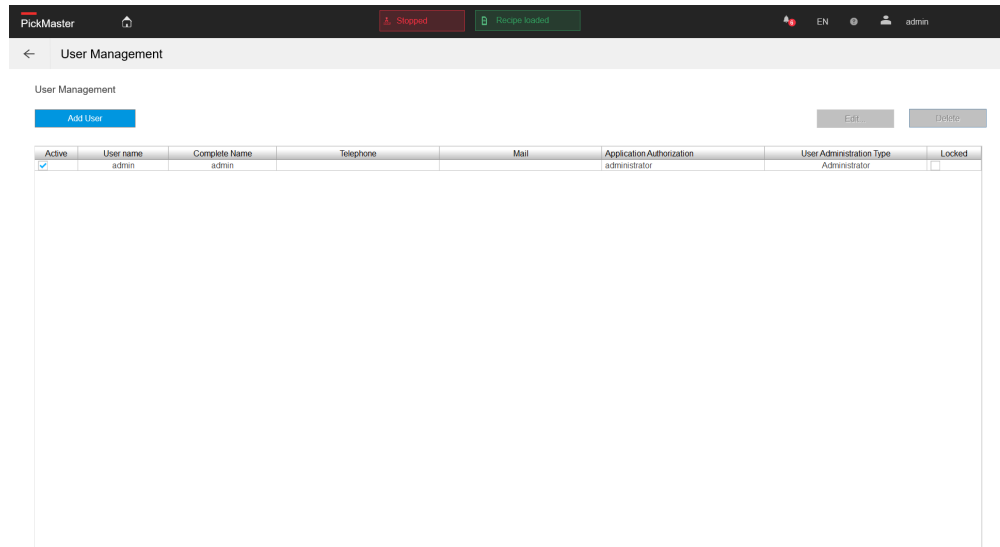 PickMaster Stopped Recipe loaded 6 EN admin
User Management
User Management
Add User Edit Delete
Active User name Complete Name Telephone Mail Application Authorization User Administration Type Locked
admin admin administrator Administrator